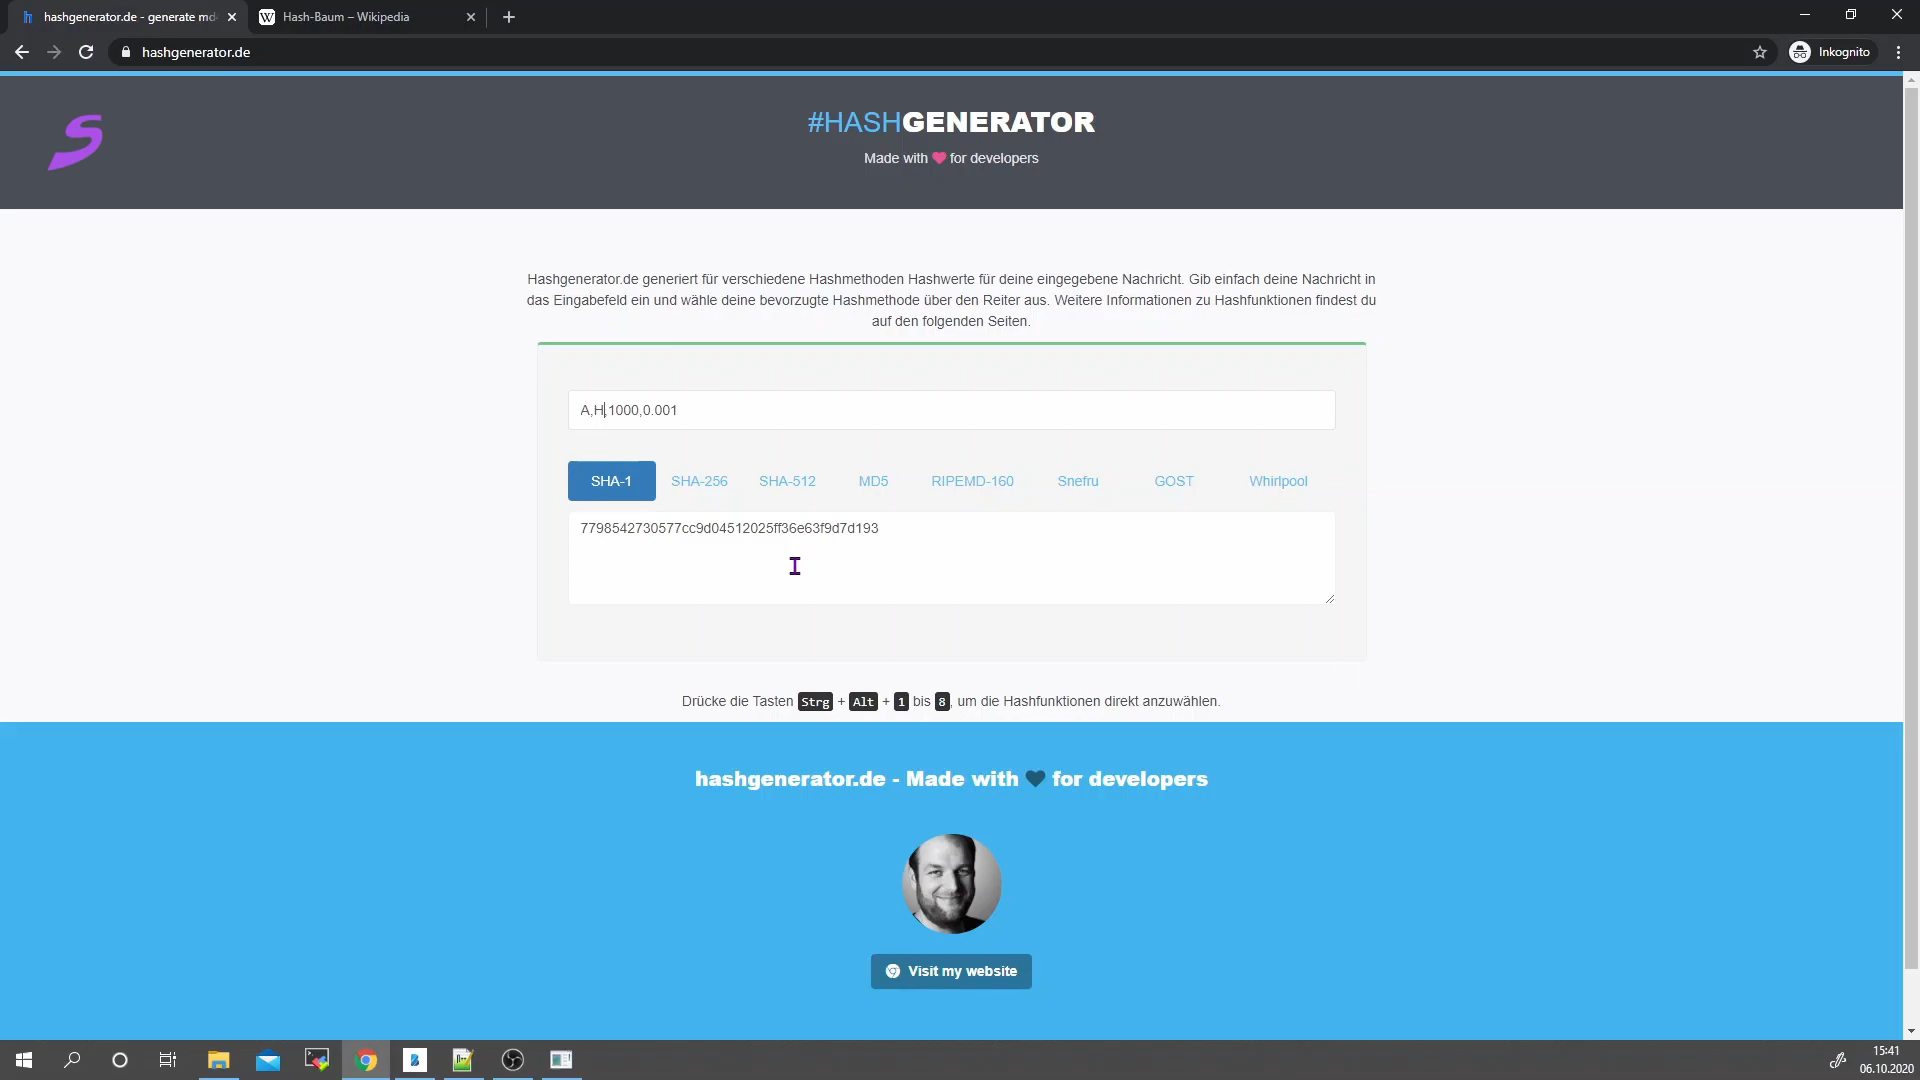 hashgenerator.de - generate md
Hash-Baum – Wikipedia
hashgenerator.de
Inkognito
#HASHGENERATOR
Made with ❤ for developers
Hashgenerator.de generiert für verschiedene Hashmethoden Hashwerte für deine eingegebene Nachricht. Gib einfach deine Nachricht in
das Eingabefeld ein und wähle deine bevorzugte Hashmethode über den Reiter aus. Weitere Informationen zu Hashfunktionen findest du
auf den folgenden Seiten.
A,H,1000,0.001
SHA-1 SHA-256 SHA-512 MD5 RIPEMD-160 Snefru GOST Whirlpool
7798542730577cc9d04512025ff36e63f9d7d193
Drücke die Tasten Strg + Alt + 1 bis 8, um die Hashfunktionen direkt anzuwählen.
hashgenerator.de - Made with ♥ for developers
Visit my website
15:41
06.10.2020